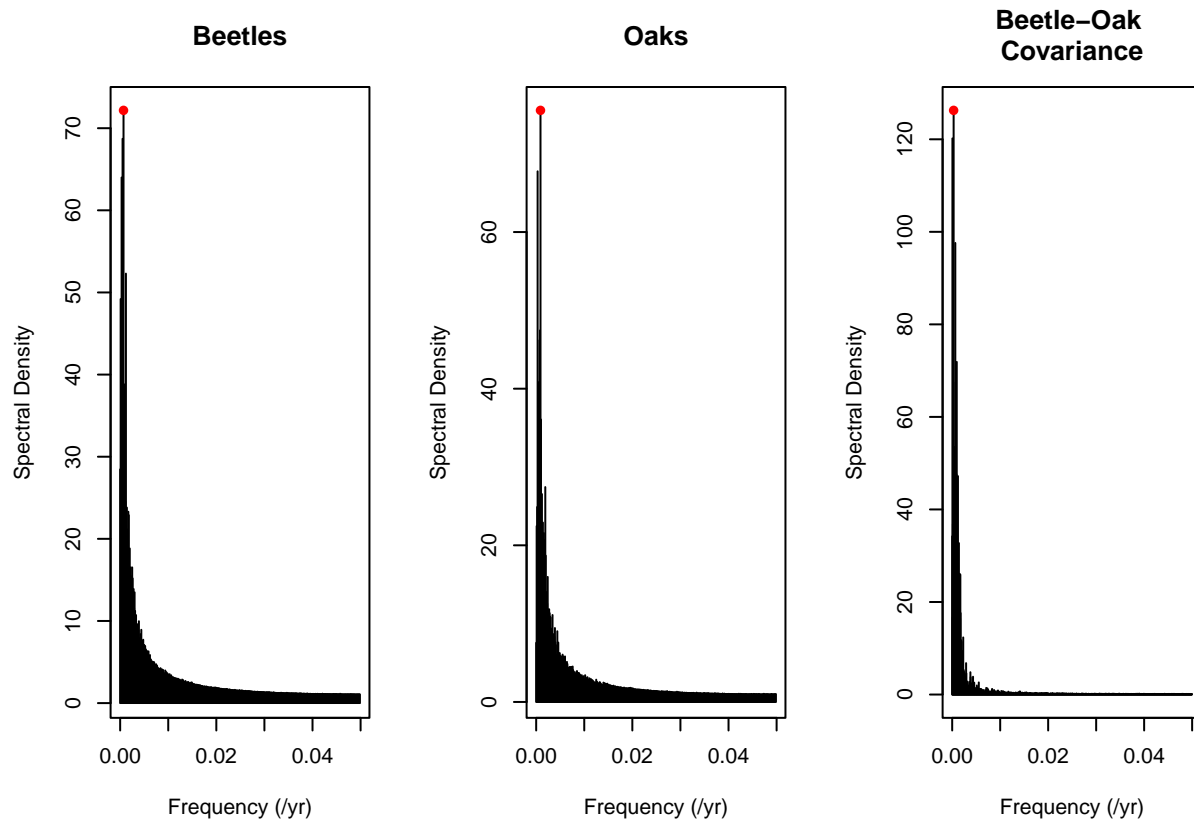 Beetles
Spectral Density
70
60
50
40
30
20
10
0
0.00
0.02
0.04
Frequency (/yr)
Oaks
Spectral Density
60
40
20
0
0.00
0.02
0.04
Frequency (/yr)
Beetle−Oak
Covariance
Spectral Density
120
100
80
60
40
20
0
0.00
0.02
0.04
Frequency (/yr)